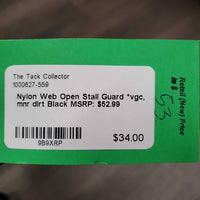 The Tack Collector
1000627-559
Nylon Web Open Stall Guard *vgc,
mnr dirt Black MSRP: $52.99
9B9XRP
$34.00
Retail (New) Price
is $ 53